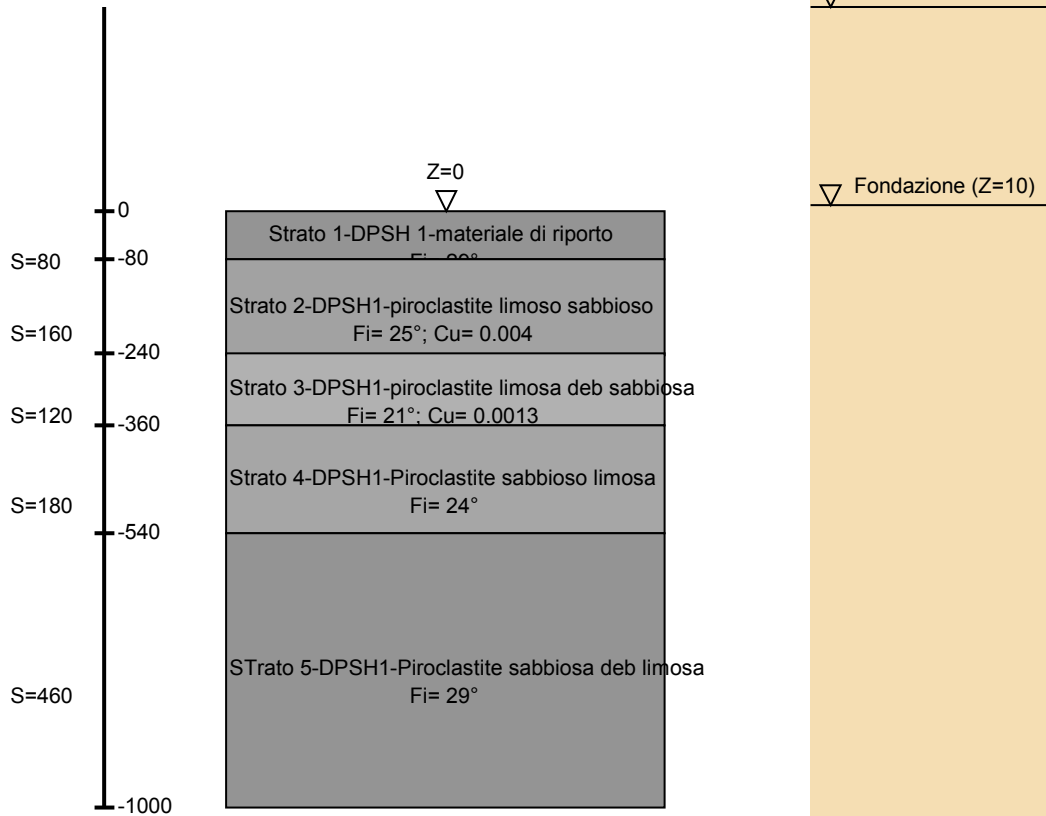 Z=0
Fondazione (Z=10)
0
Strato 1-DPSH 1-materiale di riporto
S=80
-80
Strato 2-DPSH1-piroclastite limoso sabbioso
S=160
Fi= 25°; Cu= 0.004
-240
Strato 3-DPSH1-piroclastite limosa deb sabbiosa
S=120
Fi= 21°; Cu= 0.0013
-360
Strato 4-DPSH1-Piroclastite sabbioso limosa
S=180
Fi= 24°
-540
STrato 5-DPSH1-Piroclastite sabbiosa deb limosa
S=460
Fi= 29°
-1000